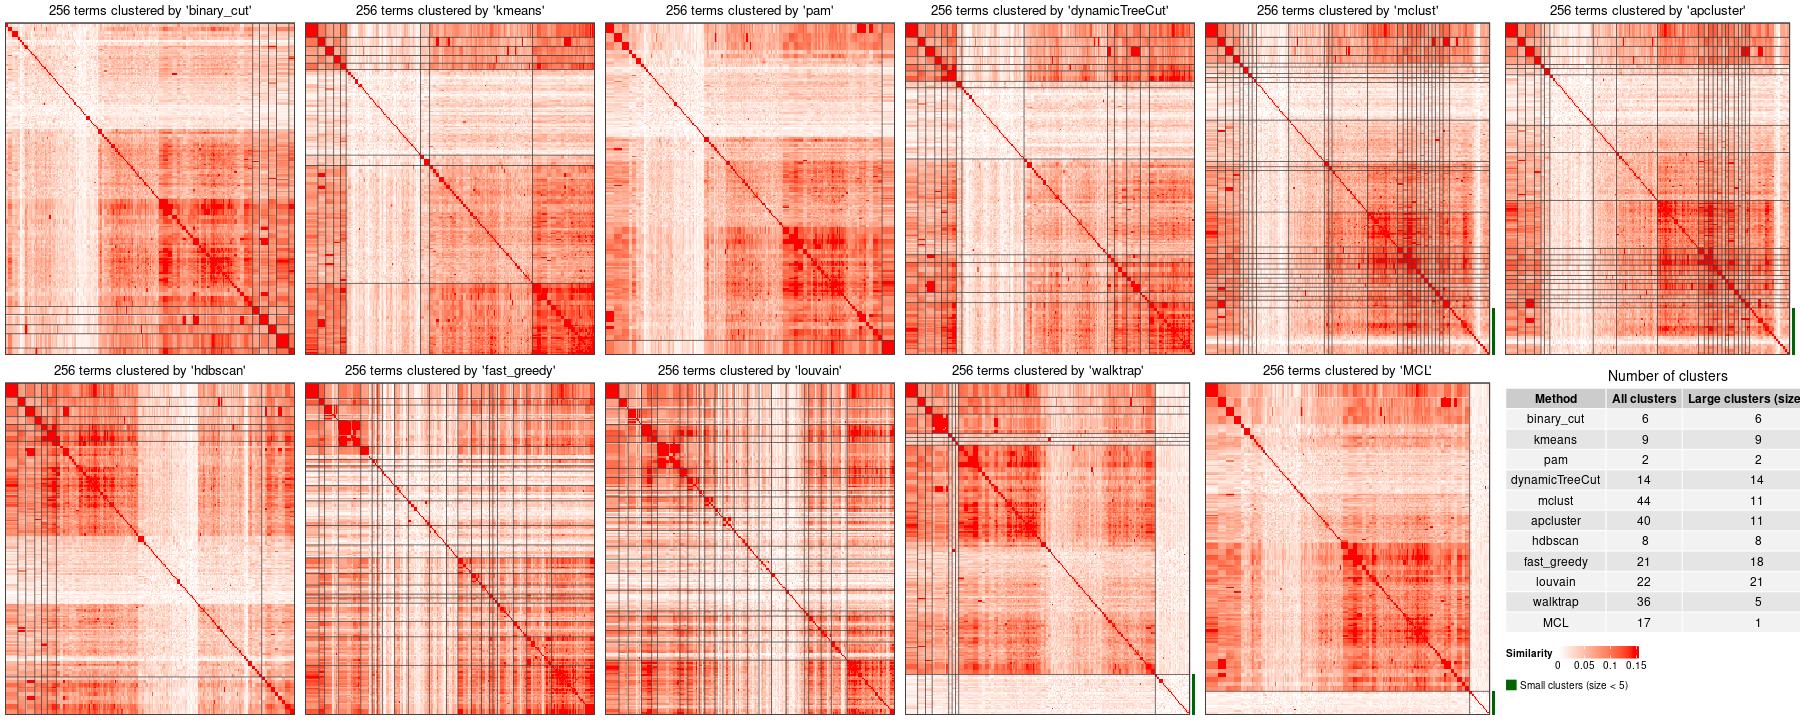 256 terms clustered by 'binary_cut'
256 terms clustered by 'kmeans'
256 terms clustered by 'pam'
256 terms clustered by 'dynamicTreeCut'
256 terms clustered by 'mclust'
256 terms clustered by 'apcluster'
256 terms clustered by 'hdbscan'
256 terms clustered by 'fast_greedy'
256 terms clustered by 'louvain'
256 terms clustered by 'walktrap'
256 terms clustered by 'MCL'
Number of clusters
Method All clusters Large clusters (size
binary_cut 6 6
kmeans 9 9
pam 2 2
dynamicTreeCut 14 14
mclust 44 11
apcluster 40 11
hdbscan 8 8
fast_greedy 21 18
louvain 22 21
walktrap 36 5
MCL 17 1
Similarity
0 0.05 0.1 0.15
Small clusters (size < 5)